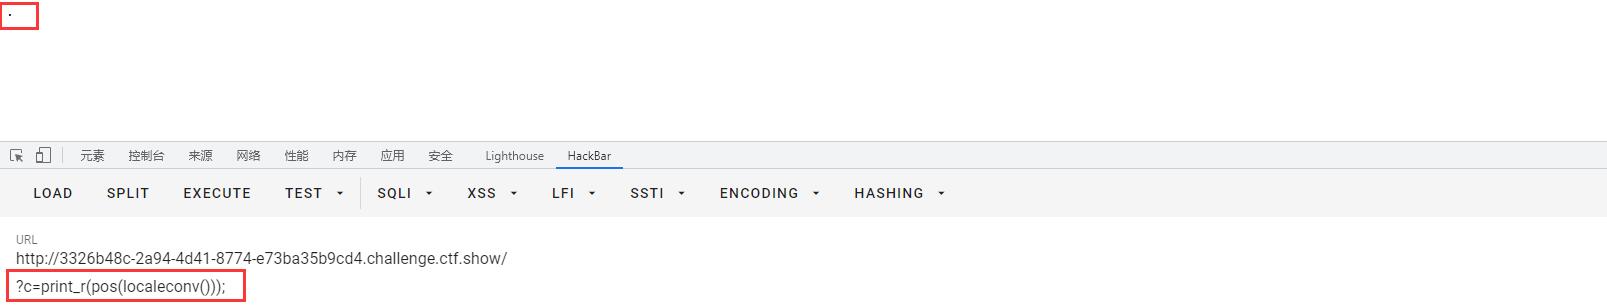 .
元素 控制台 来源 网络 性能 内存 应用 安全 Lighthouse HackBar
LOAD SPLIT EXECUTE TEST SQLI XSS LFI SSTI ENCODING HASHING
URL
http://3326b48c-2a94-4d41-8774-e73ba35b9cd4.challenge.ctf.show/
?c=print_r(pos(localeconv()));